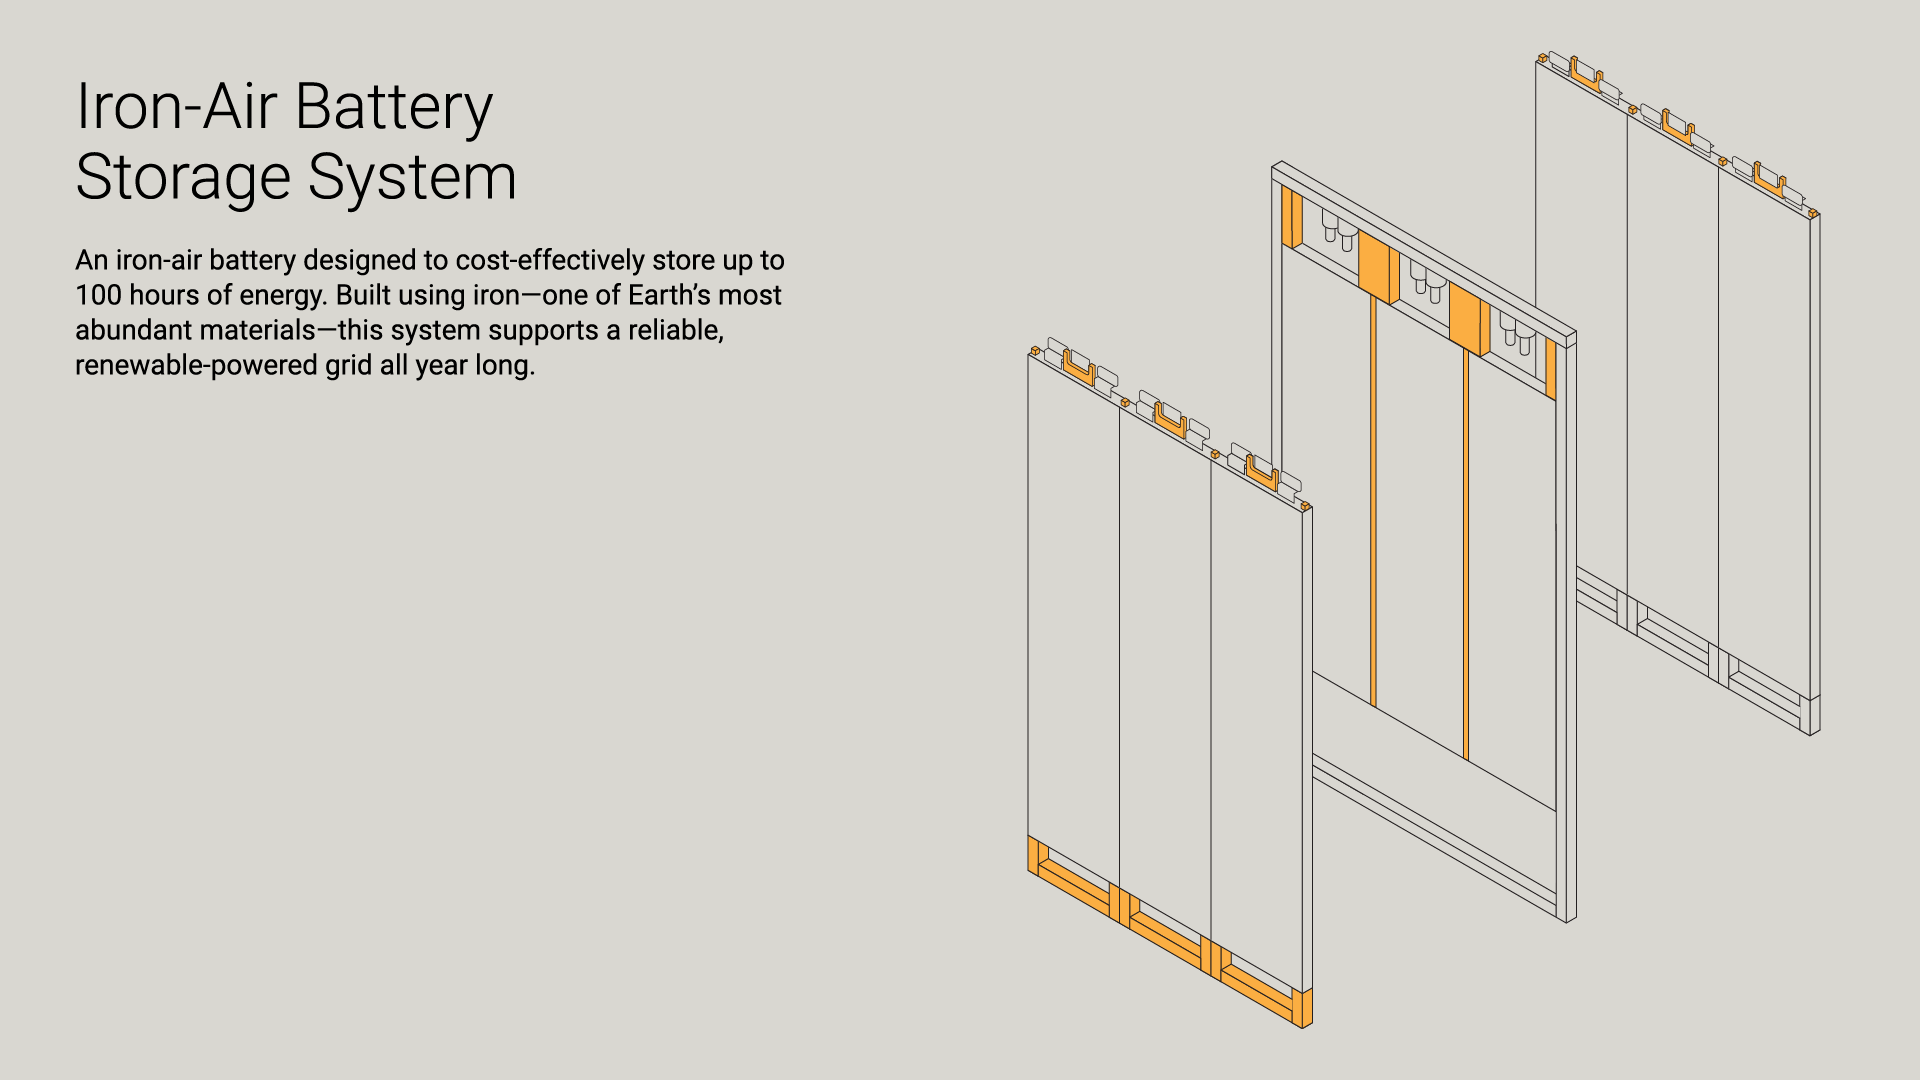 Iron-Air Battery
Storage System
An iron-air battery designed to cost-effectively store up to
100 hours of energy. Built using iron—one of Earth’s most
abundant materials—this system supports a reliable,
renewable-powered grid all year long.